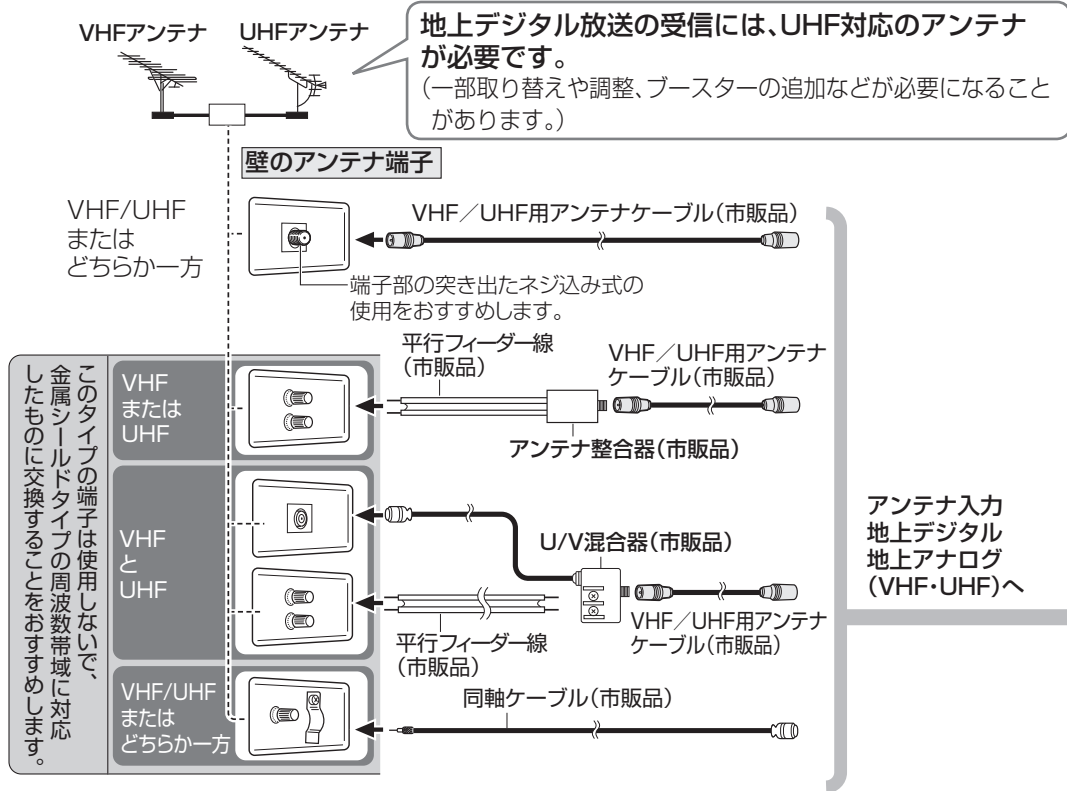 VHFアンテナ
UHFアンテナ
地上デジタル放送の受信には、UHF対応のアンテナ
が必要です。
（一部取り替えや調整、ブースターの追加などが必要になること
があります。）
壁のアンテナ端子
VHF/UHF
または
どちらか一方
VHF／UHF用アンテナケーブル（市販品）
端子部の突き出たネジ込み式の
使用をおすすめします。
このタイプの端子は使用しないで、
金属シールドタイプの周波数帯域に対応
したものに交換することをおすすめします。
VHF
または
UHF
平行フィーダー線
（市販品）
VHF／UHF用アンテナ
ケーブル（市販品）
アンテナ整合器（市販品）
VHF
と
UHF
U/V混合器（市販品）
平行フィーダー線
（市販品）
VHF／UHF用アンテナ
ケーブル（市販品）
VHF/UHF
または
どちらか一方
同軸ケーブル（市販品）
アンテナ入力
地上デジタル
地上アナログ
（VHF・UHF）へ